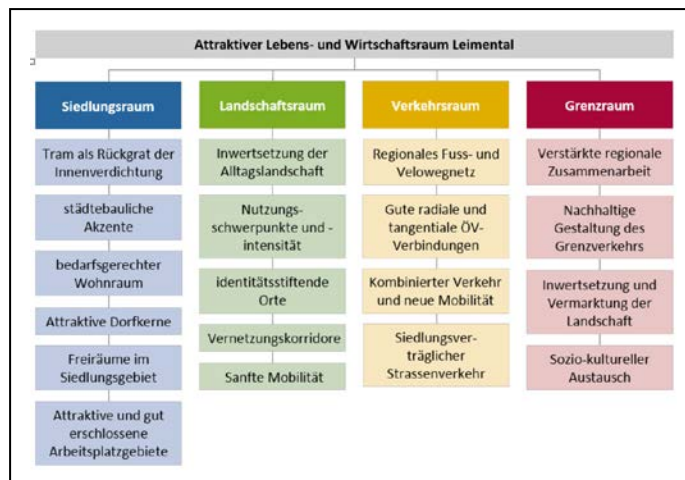 Attraktiver Lebens- und Wirtschaftsraum Leimental
Siedlungsraum
Tram als Rückgrat der
Innenverdichtung
städtebauliche
Akzente
bedarfsgerechter
Wohnraum
Attraktive Dorfkerne
Freiräume im
Siedlungsgebiet
Attraktive und gut
erschlossene
Arbeitsplatzgebiete
Landschaftsraum
Inwertsetzung der
Alltagslandschaft
Nutzungs-
schwerpunkte und -
intensität
identitätsstiftende
Orte
Vernetzungskorridore
Sanfte Mobilität
Verkehrsraum
Regionales Fuss- und
Velowegnetz
Gute radiale und
tangentiale ÖV-
Verbindungen
Kombinierter Verkehr
und neue Mobilität
Siedlungsver-
träglicher
Strassenverkehr
Grenzraum
Verstärkte regionale
Zusammenarbeit
Nachhaltige
Gestaltung des
Grenzverkehrs
Inwertsetzung und
Vermarktung der
Landschaft
Sozio-kultureller
Austausch